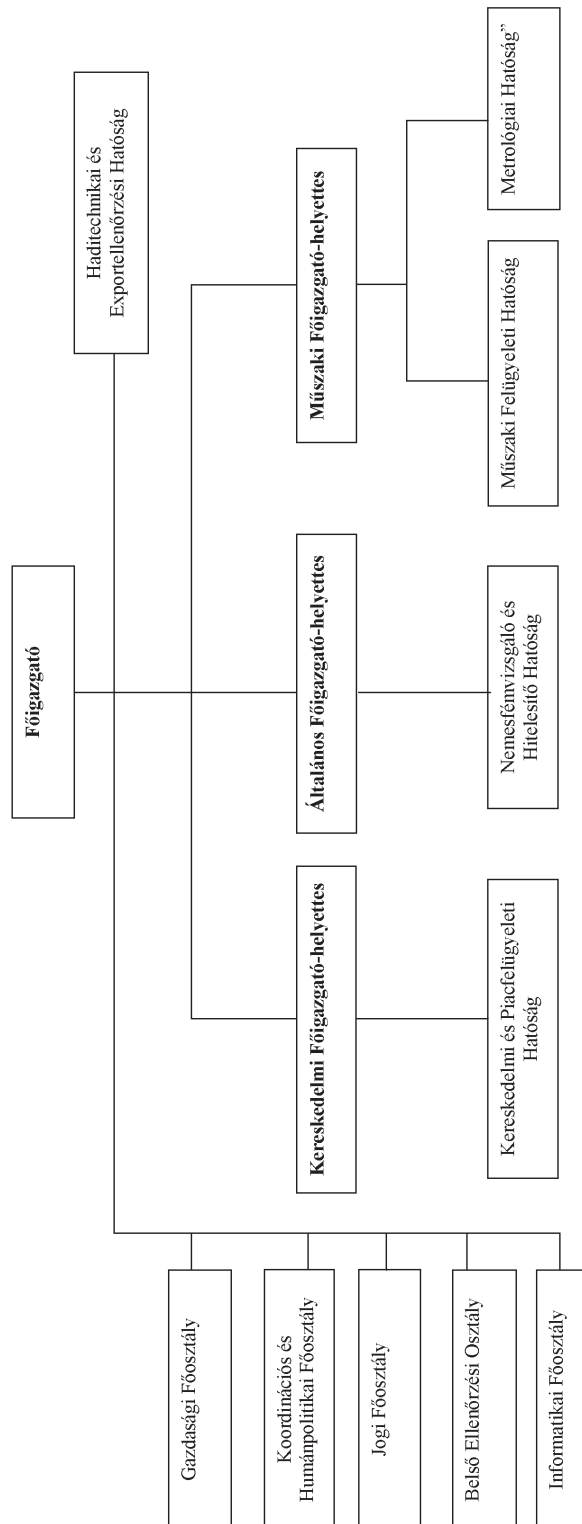 Főigazgató
Haditechnikai és
Exportellenőrzési Hatóság
Gazdasági Főosztály
Koordinációs és
Humánpolitikai Főosztály
Jogi Főosztály
Belső Ellenőrzési Osztály
Informatikai Főosztály
Kereskedelmi Főigazgató-helyettes
Általános Főigazgató-helyettes
Műszaki Főigazgató-helyettes
Kereskedelmi és Piacfelügyeleti
Hatóság
Nemesfémvizsgáló és
Hitelesítő Hatóság
Műszaki Felügyeleti Hatóság
Metrológiai Hatóság”